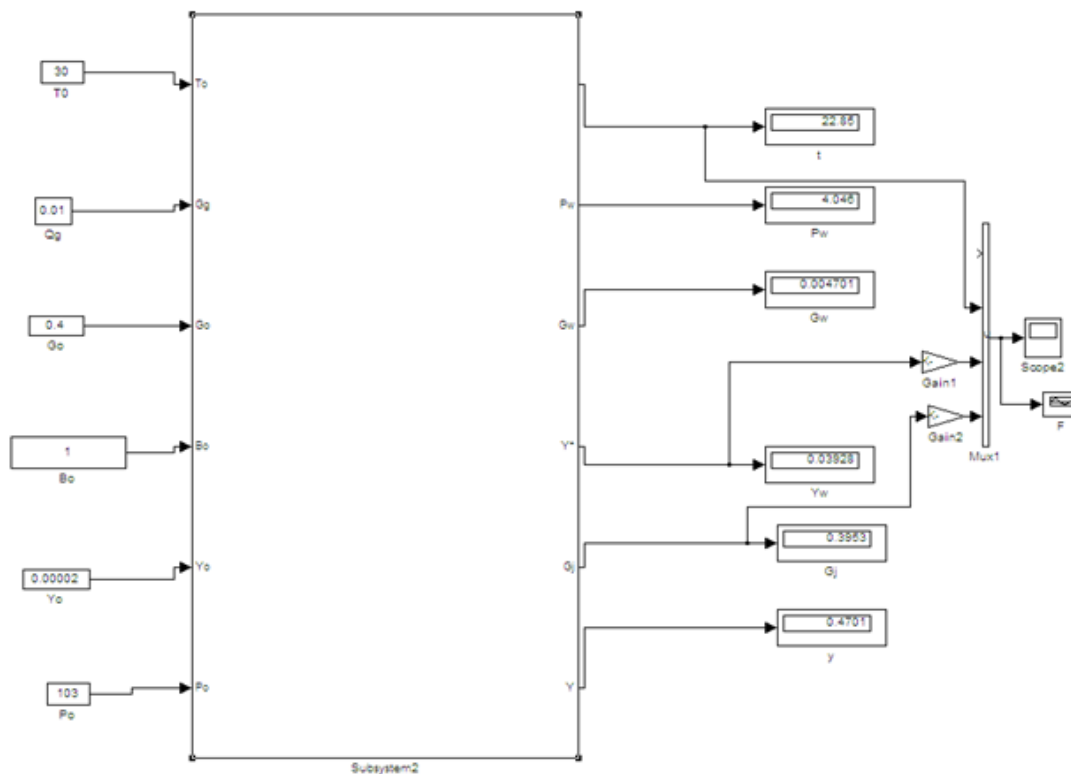 30
T0
0.01
Qg
0.4
Go
1
Bo
0.00002
Yo
103
Po
To
Gg
Go
Bo
Yo
Po
Pw
Gw
Y*
Gj
Y
Subsystem2
22.85
t
4.046
Pw
0.004701
Gw
0.03928
Yw
0.3953
Gj
0.4701
y
Gain1
Gain2
Mux1
Scope2
F